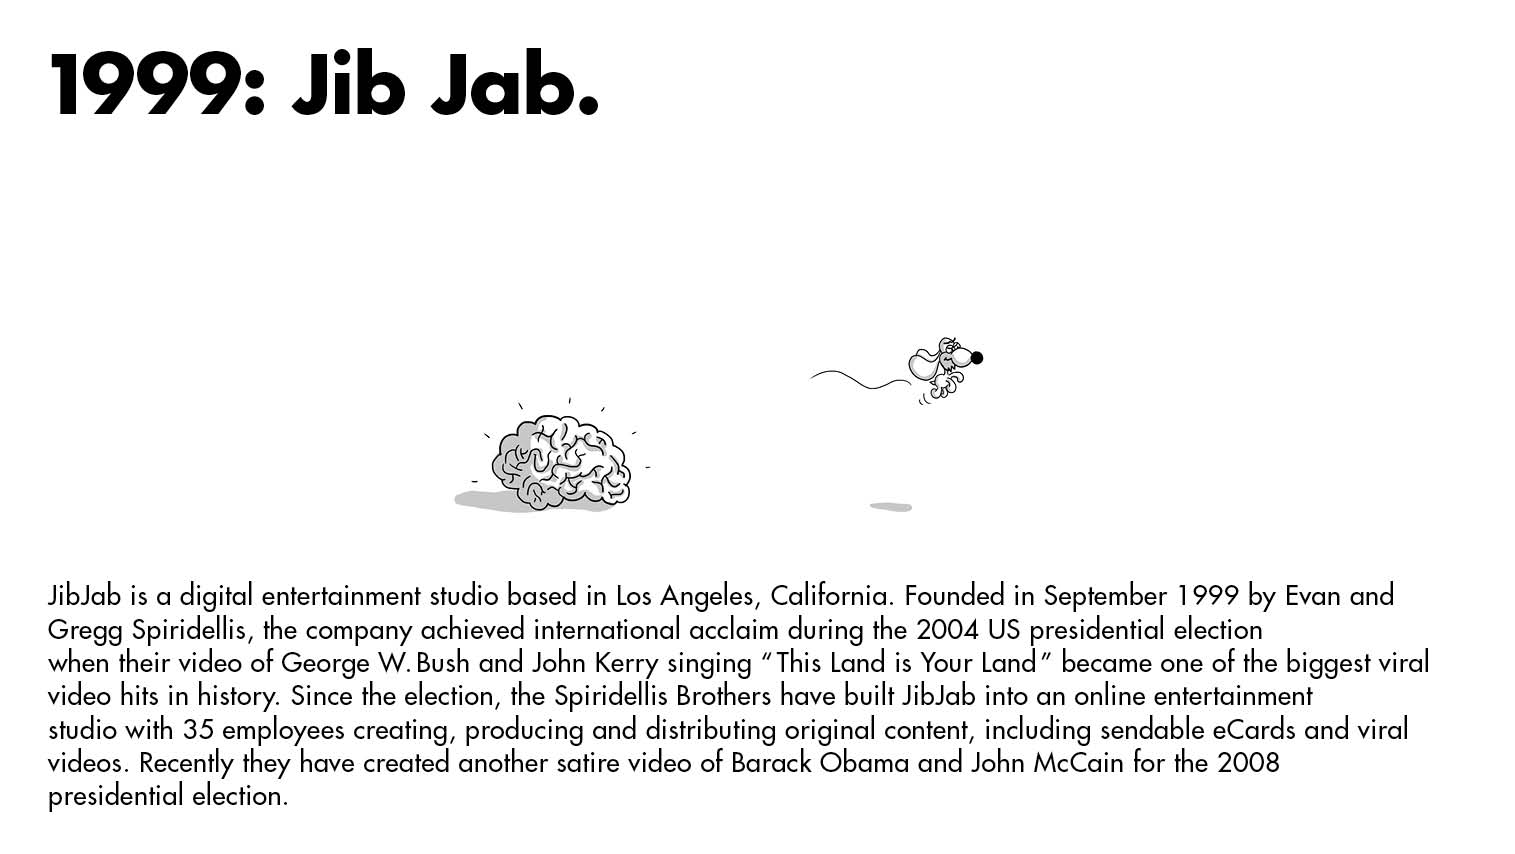 1999: Jib Jab.
JibJab is a digital entertainment studio based in Los Angeles, California. Founded in September 1999 by Evan and
Gregg Spiridellis, the company achieved international acclaim during the 2004 US presidential election
when their video of George W. Bush and John Kerry singing “This Land is Your Land” became one of the biggest viral
video hits in history. Since the election, the Spiridellis Brothers have built JibJab into an online entertainment
studio with 35 employees creating, producing and distributing original content, including sendable eCards and viral
videos. Recently they have created another satire video of Barack Obama and John McCain for the 2008
presidential election.